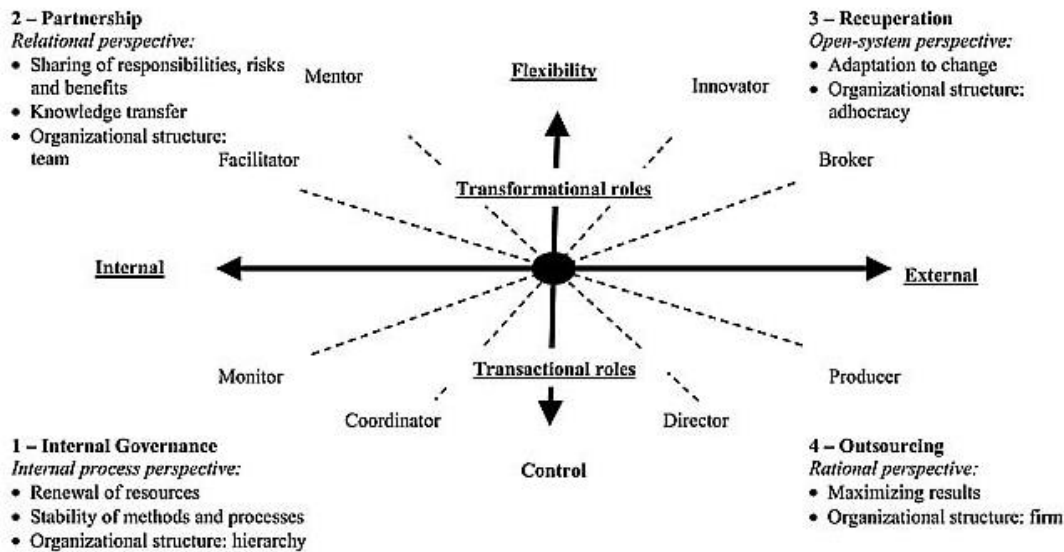 2 – Partnership
Relational perspective:
• Sharing of responsibilities, risks
and benefits
• Knowledge transfer
• Organizational structure:
team
3 – Recuperation
Open-system perspective:
• Adaptation to change
• Organizational structure:
adhocracy
Mentor
Flexibility
Innovator
Facilitator
Broker
Transformational roles
Internal
External
Transactional roles
Monitor
Producer
Coordinator
Director
Control
1 – Internal Governance
Internal process perspective:
• Renewal of resources
• Stability of methods and processes
• Organizational structure: hierarchy
4 – Outsourcing
Rational perspective:
• Maximizing results
• Organizational structure: firm